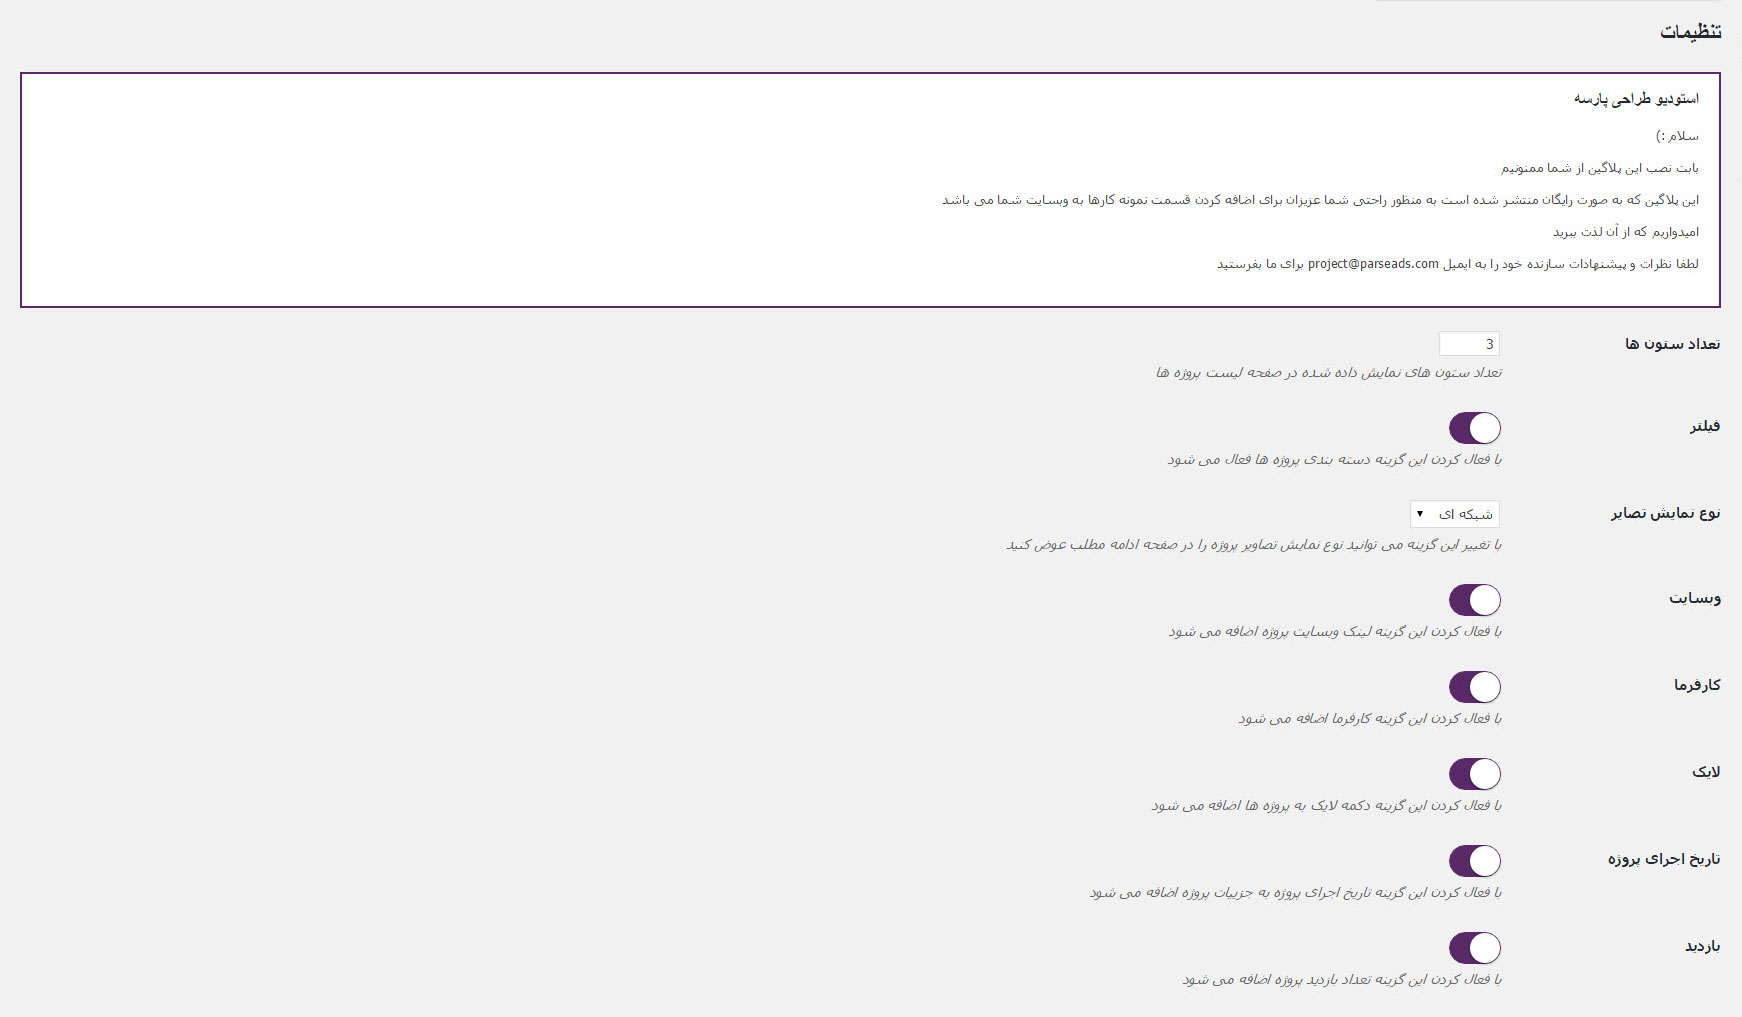 تنظیمات
استودیو طراحی پارسه
سلام :)
بابت نصب این پلاگین از شما ممنونیم
این پلاگین که به صورت رایگان منتشر شده است به منظور راحتی شما عزیزان برای اضافه کردن قسمت نمونه کارها به وبسایت شما می باشد
امیدواریم که از آن لذت ببرید
لطفا نظرات و پیشنهادات سازنده خود را به ایمیل project@parseads.com برای ما بفرستید
تعداد ستون ها
3
تعداد ستون های نمایش داده شده در صفحه لیست پروژه ها
فیلتر
با فعال کردن این گزینه دسته بندی پروژه ها فعال می شود
نوع نمایش تصایر
شبکه ای
با تغییر این گزینه می توانید نوع نمایش تصاویر پروژه را در صفحه ادامه مطلب عوض کنید
وبسایت
با فعال کردن این گزینه لینک وبسایت پروژه اضافه می شود
کارفرما
با فعال کردن این گزینه کارفرما اضافه می شود
لایک
با فعال کردن این گزینه دکمه لایک به پروژه ها اضافه می شود
تاریخ اجرای پروژه
با فعال کردن این گزینه تاریخ اجرای پروژه به جزییات پروژه اضافه می شود
بازدید
با فعال کردن این گزینه تعداد بازدید پروژه اضافه می شود